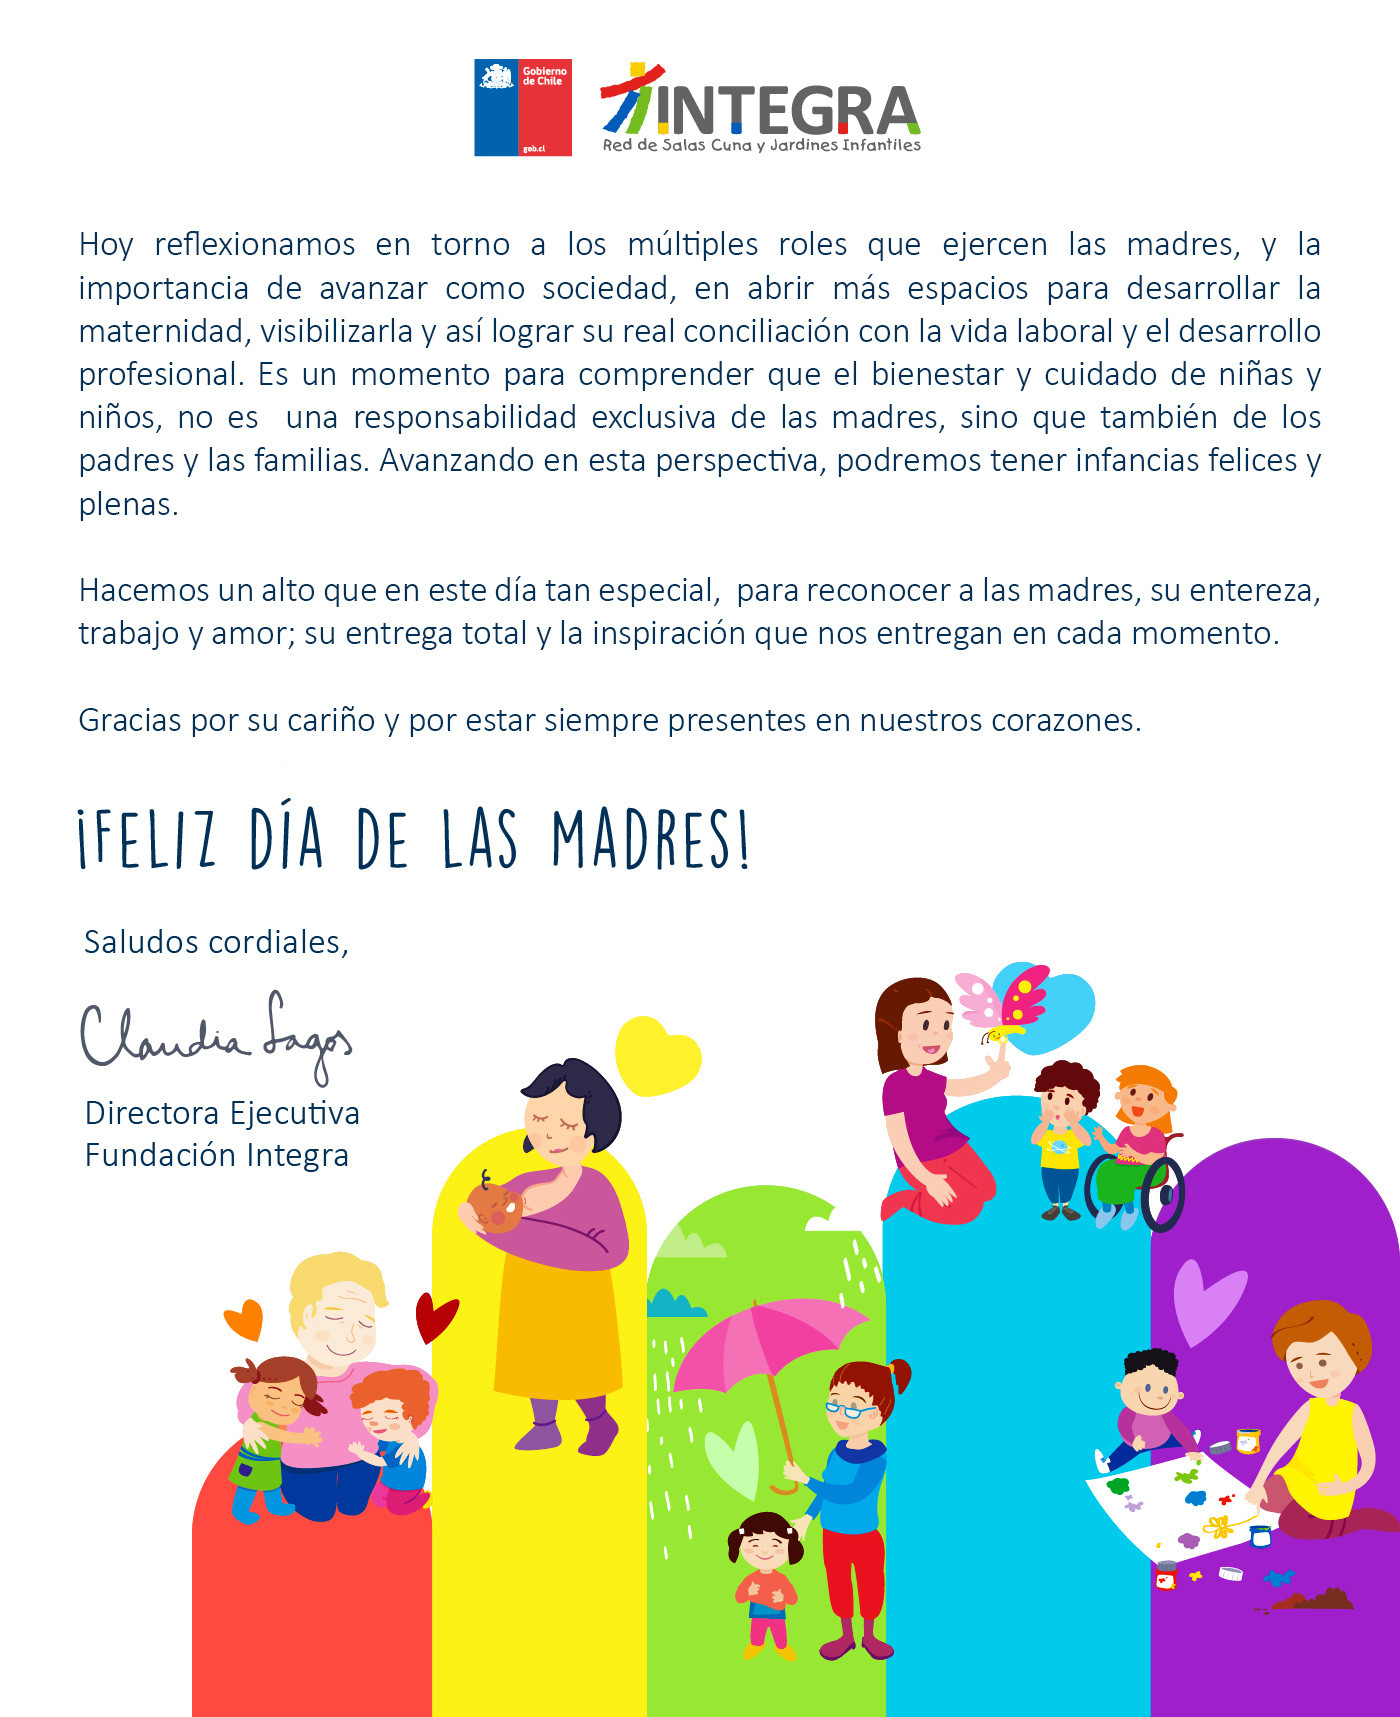 Gobierno
de Chile
gob.cl
INTEGRA
Red de Salas Cuna y Jardines Infantiles
Hoy reflexionamos en torno a los múltiples roles que ejercen las madres, y la
importancia de avanzar como sociedad, en abrir más espacios para desarrollar la
maternidad, visibilizarla y así lograr su real conciliación con la vida laboral y el desarrollo
profesional. Es un momento para comprender que el bienestar y cuidado de niñas y
niños, no es una responsabilidad exclusiva de las madres, sino que también de los
padres y las familias. Avanzando en esta perspectiva, podremos tener infancias felices y
plenas.
Hacemos un alto que en este día tan especial, para reconocer a las madres, su entereza,
trabajo y amor; su entrega total y la inspiración que nos entregan en cada momento.
Gracias por su cariño y por estar siempre presentes en nuestros corazones.
¡FELIZ DÍA DE LAS MADRES!
Saludos cordiales,
Claudia Lagos
Directora Ejecutiva
Fundación Integra